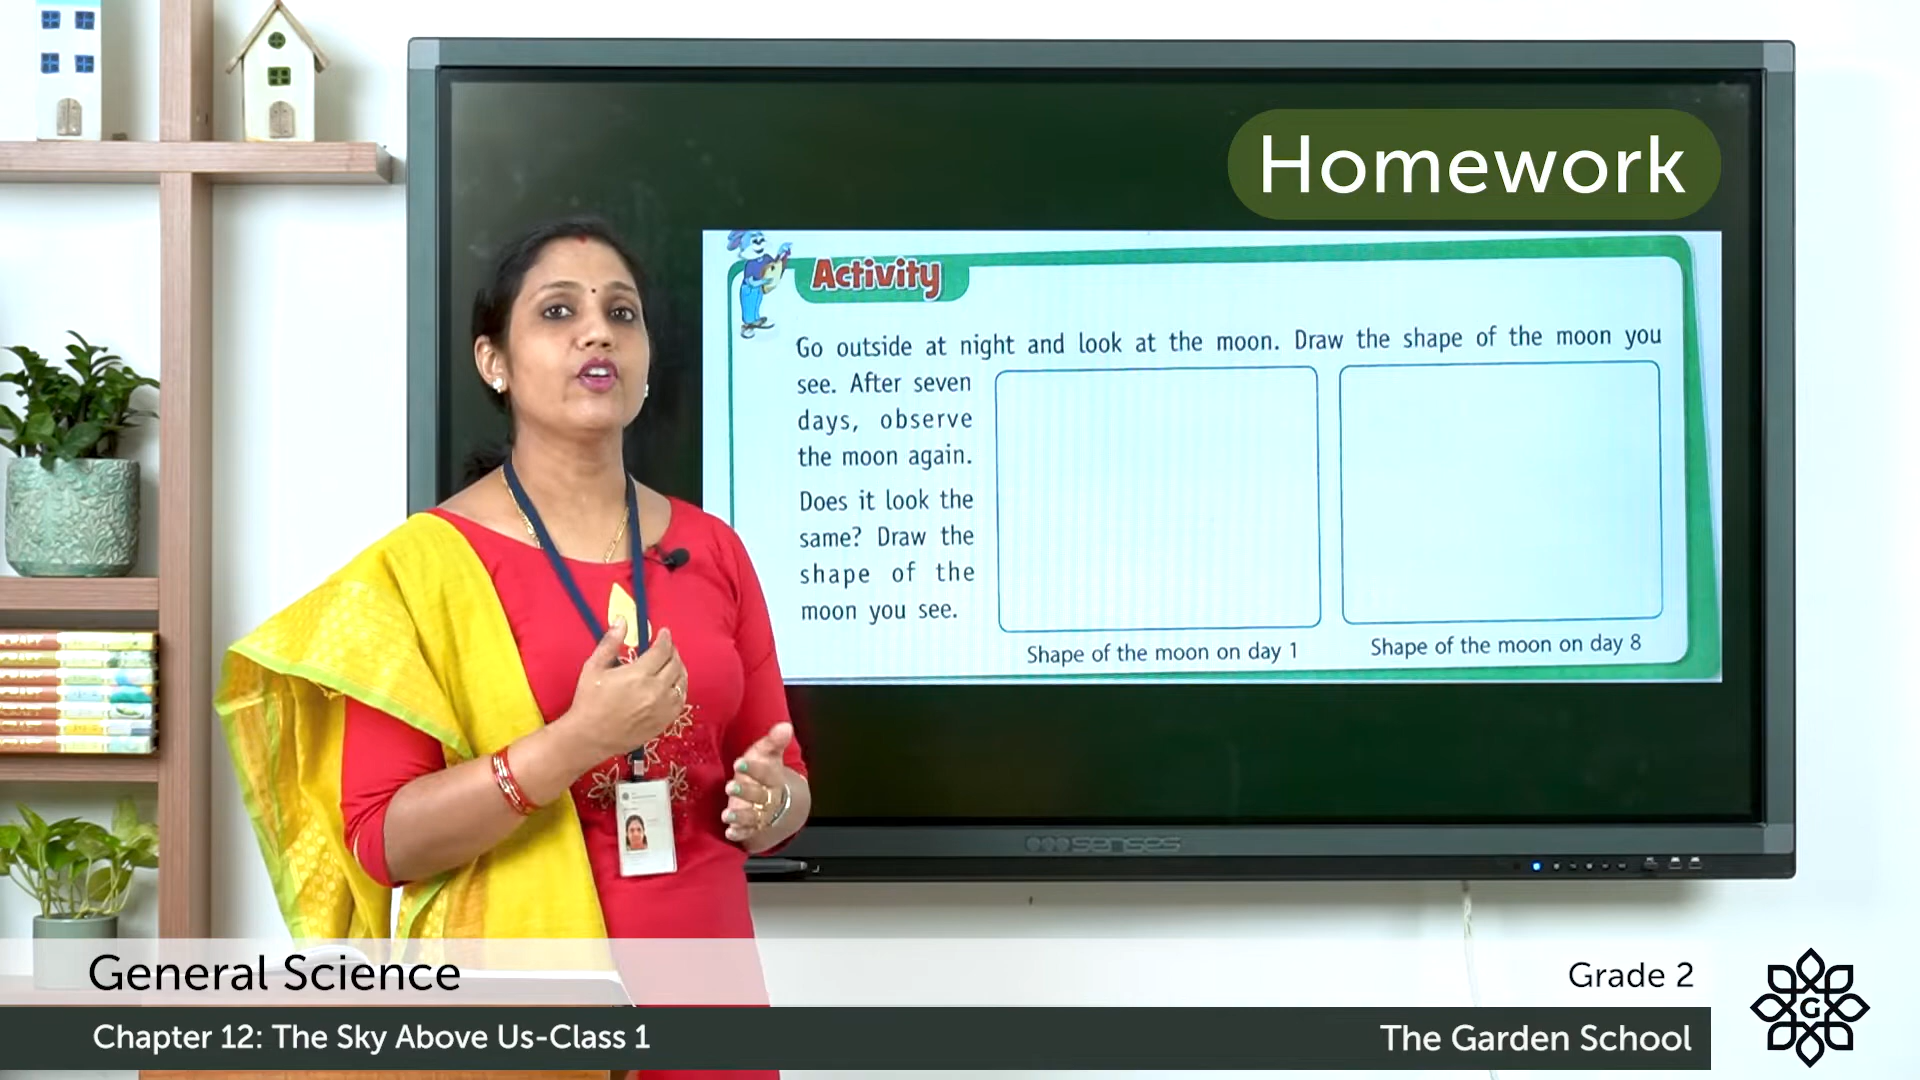 Homework
Activity
Go outside at night and look at the moon. Draw the shape of the moon you
see. After seven
days, observe
the moon again.
Does it look the
same? Draw the
shape of the
moon you see.
Shape of the moon on day 1
Shape of the moon on day 8
senses
General Science
Grade 2
Chapter 12: The Sky Above Us-Class 1
The Garden School
G